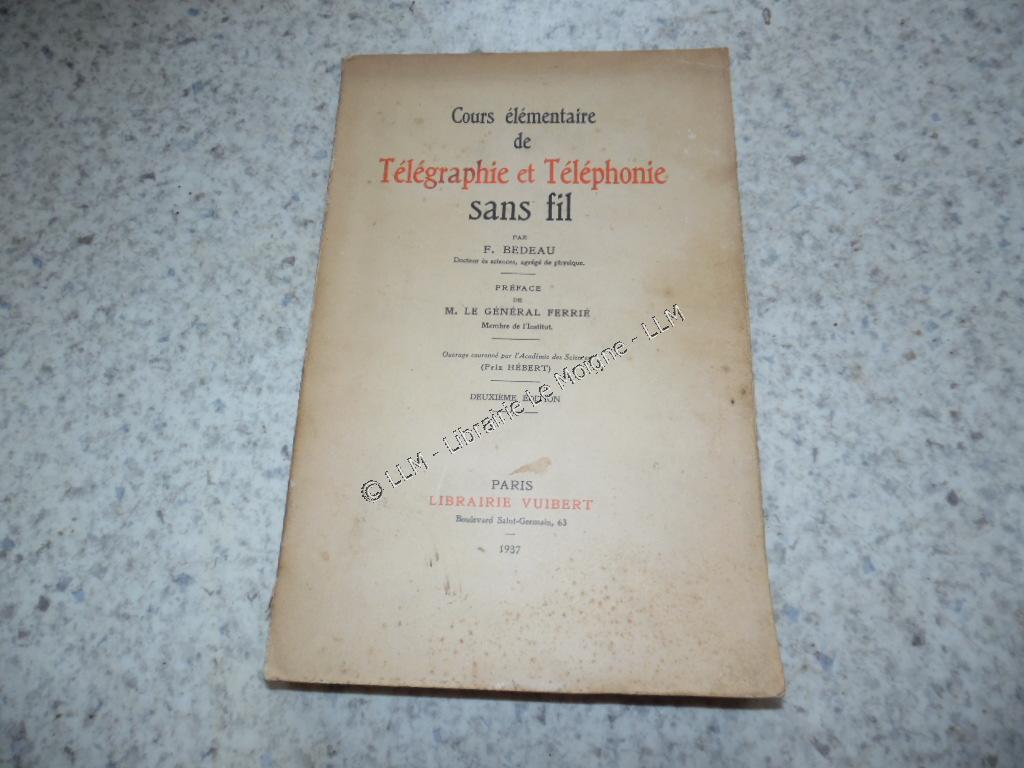 Cours élémentaire
de
Télégraphie et Téléphonie
sans fil
PAR
F. BEDEAU
Docteur ès sciences, agrégé de physique.
PRÉFACE
DE
M. LE GÉNÉRAL FERRIÉ
Membre de l'Institut.
Ouvrage couronné par l'Académie des Sciences
(Prix HÉBERT)
DEUXIÈME ÉDITION
PARIS
LIBRAIRIE VUIBERT
Boulevard Saint-Germain, 63
1937
© LLM - Librairie Le Moigne - LLM